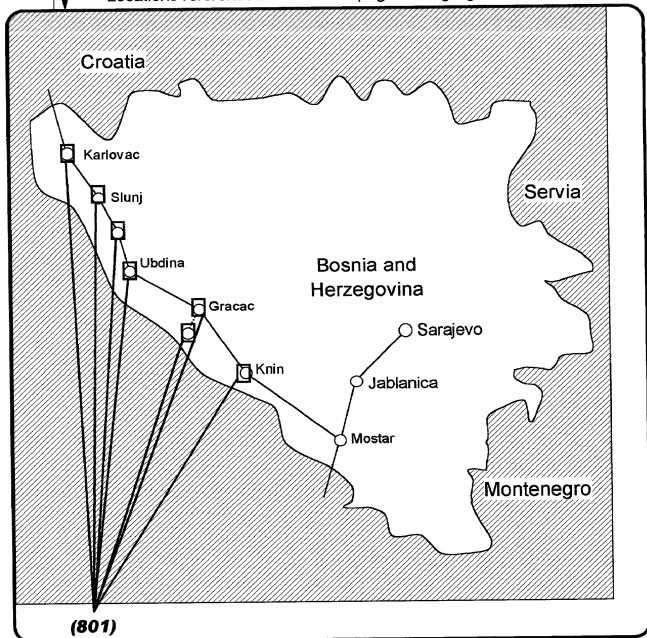 Croatia
Karlovac
Slunj
Servia
Ubdina
Bosnia and
Herzegovina
Gracac
Sarajevo
Knin
Jablanica
Mostar
Montenegro
(801)